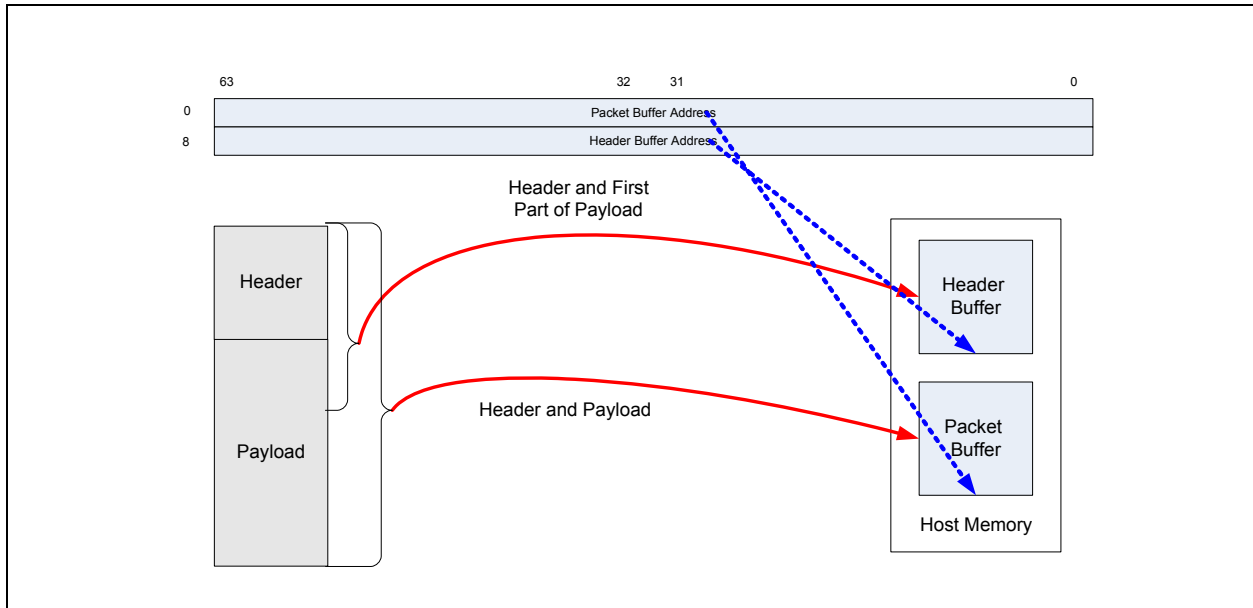 63 32 31 0
0 Packet Buffer Address
8 Header Buffer Address
Header and First
Part of Payload
Header
Header
Buffer
Header and Payload
Packet
Buffer
Payload
Host Memory